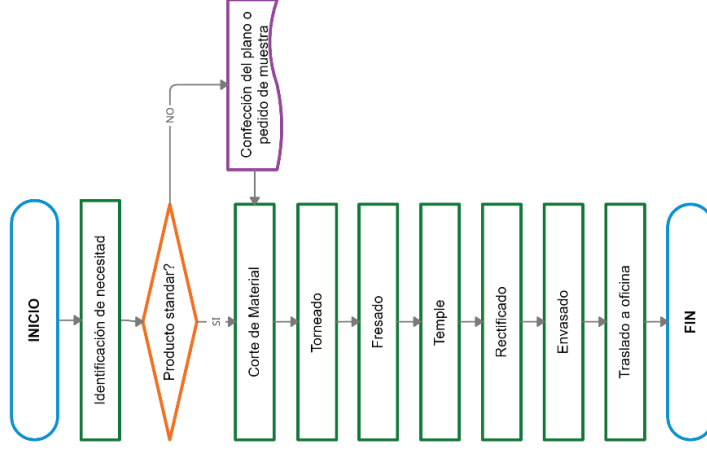 INICIO
Identificación de necesitad
Producto standar?
NO
Confección del plano o
pedido de muestra
SI
Corte de Material
Torneado
Fresado
Temple
Rectificado
Envasado
Traslado a oficina
FIN